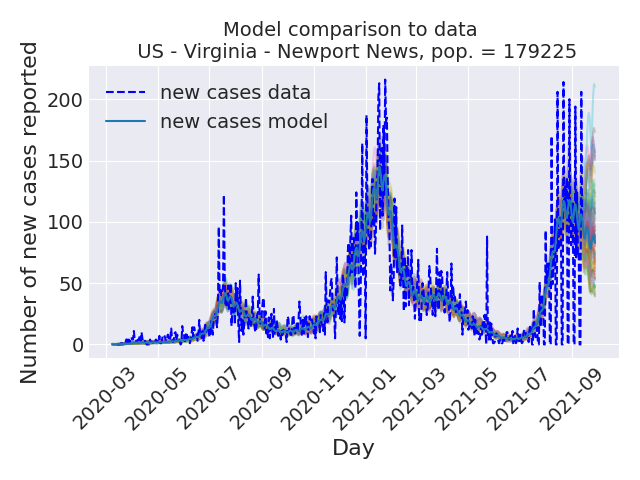 Model comparison to data
US - Virginia - Newport News, pop. = 179225
Number of new cases reported
200
150
100
50
0
new cases data
new cases model
2020-03
2020-05
2020-07
2020-09
2020-11
2021-01
2021-03
2021-05
2021-07
2021-09
Day